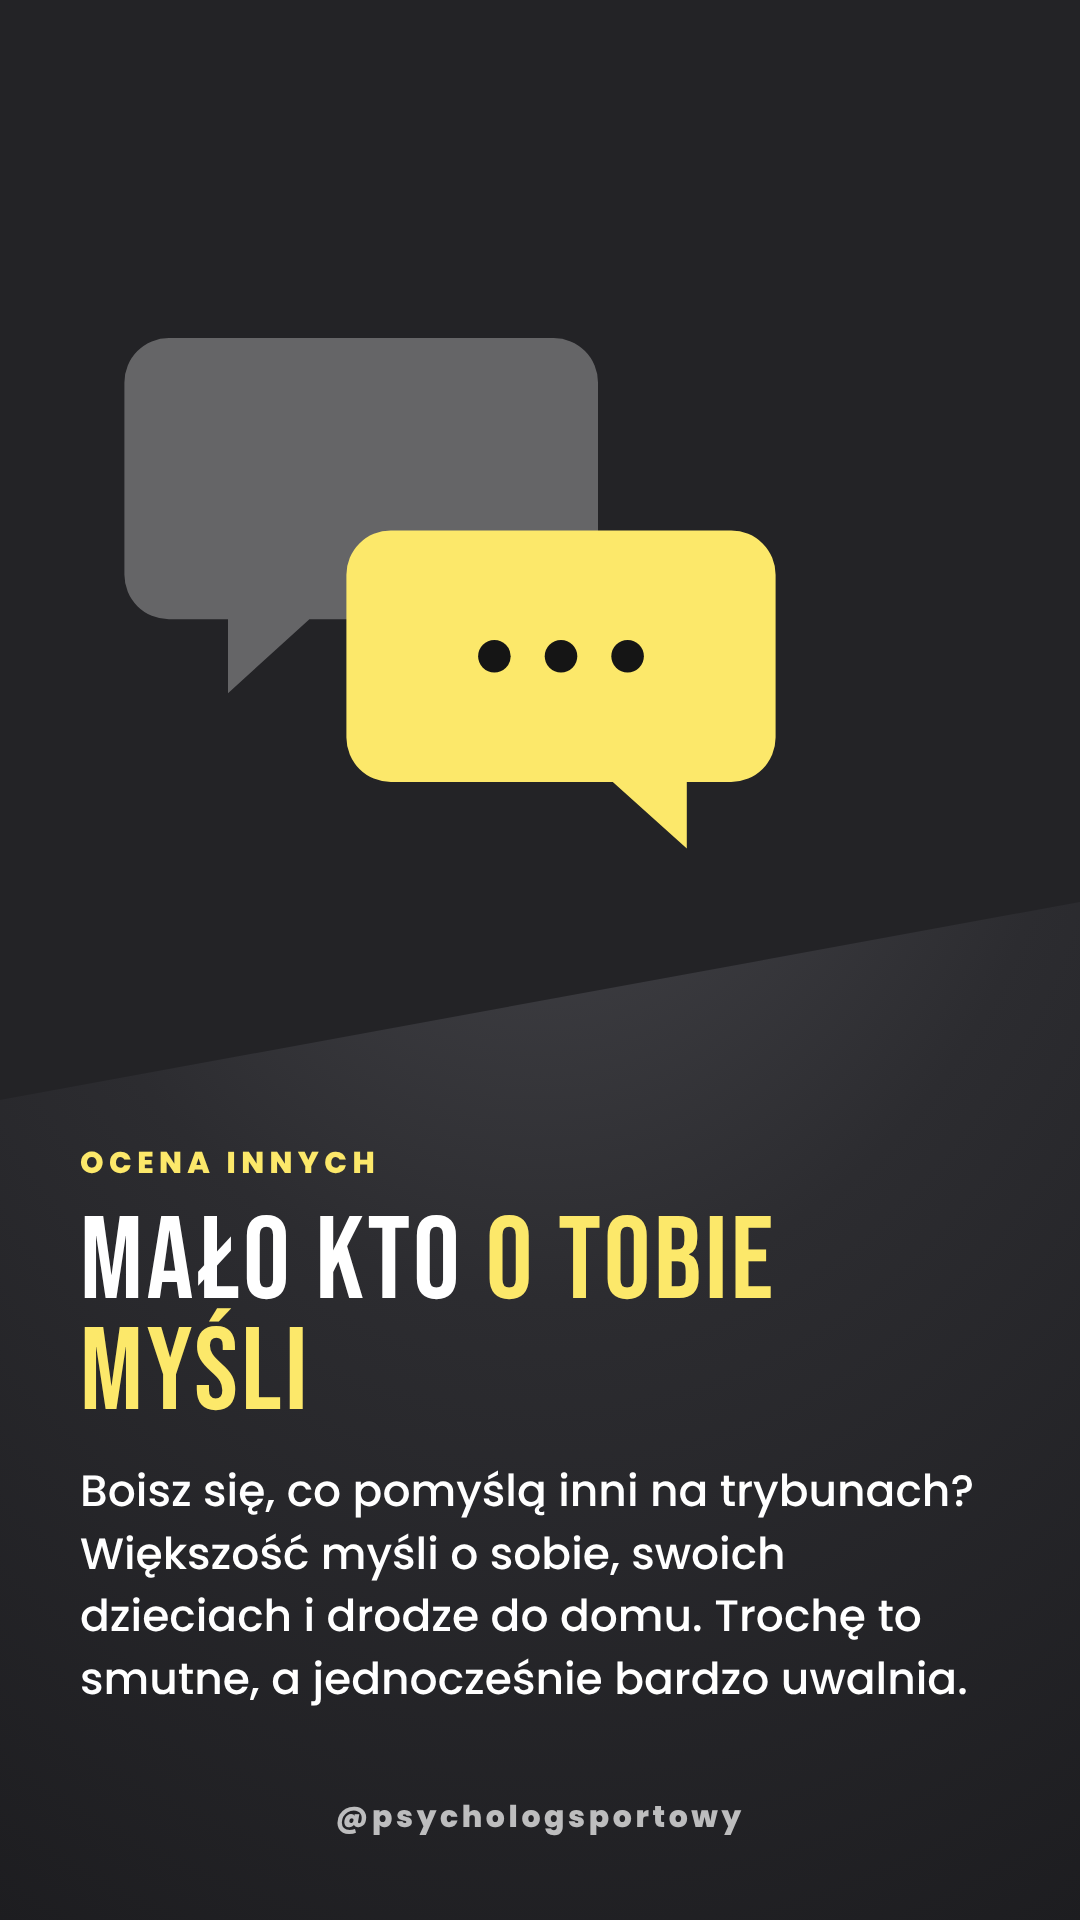 OCENA INNYCH
MAŁO KTO O TOBIE
MYŚLI
Boisz się, co pomyślą inni na trybunach?
Większość myśli o sobie, swoich
dzieciach i drodze do domu. Trochę to
smutne, a jednocześnie bardzo uwalnia.
@psychologsportowy